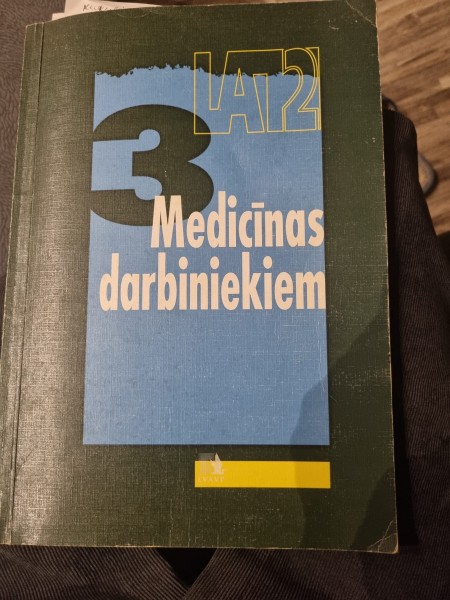 LAT2
3
Medicīnas
darbiniekiem